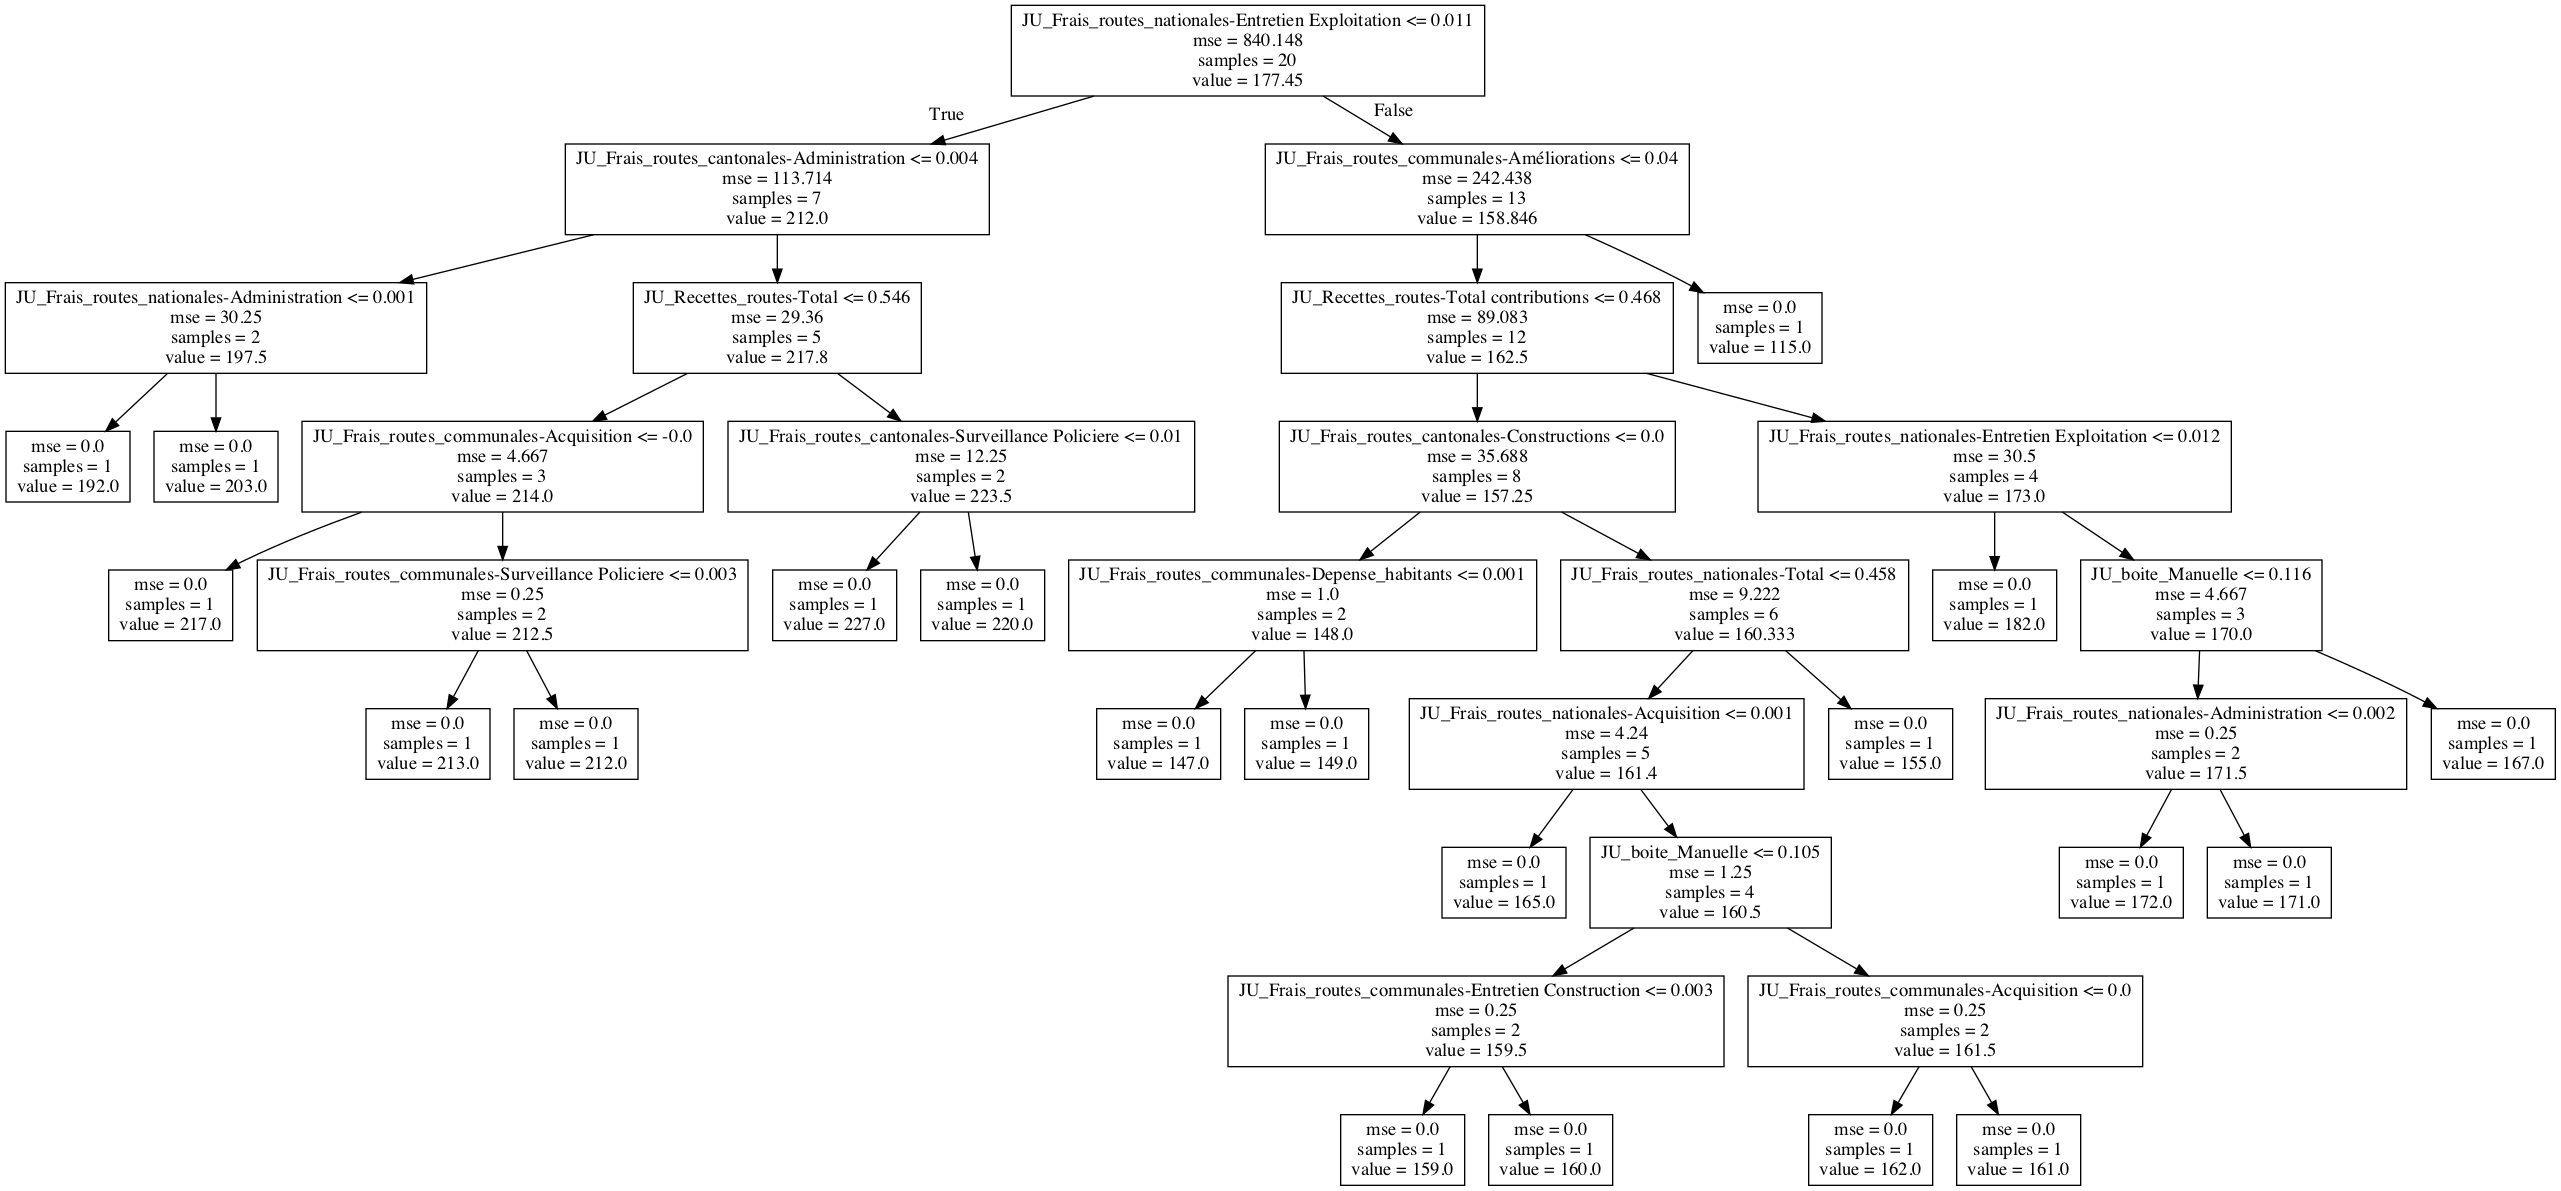 JU_Frais_routes_nationales-Entretien Exploitation <= 0.011
mse = 840.148
samples = 20
value = 177.45
True
False
JU_Frais_routes_cantonales-Administration <= 0.004
mse = 113.714
samples = 7
value = 212.0
JU_Frais_routes_communales-Améliorations <= 0.04
mse = 242.438
samples = 13
value = 158.846
JU_Frais_routes_nationales-Administration <= 0.001
mse = 30.25
samples = 2
value = 197.5
JU_Recettes_routes-Total <= 0.546
mse = 29.36
samples = 5
value = 217.8
JU_Recettes_routes-Total contributions <= 0.468
mse = 89.083
samples = 12
value = 162.5
mse = 0.0
samples = 1
value = 115.0
mse = 0.0
samples = 1
value = 192.0
mse = 0.0
samples = 1
value = 203.0
JU_Frais_routes_communales-Acquisition <= -0.0
mse = 4.667
samples = 3
value = 214.0
JU_Frais_routes_cantonales-Surveillance Policiere <= 0.01
mse = 12.25
samples = 2
value = 223.5
JU_Frais_routes_cantonales-Constructions <= 0.0
mse = 35.688
samples = 8
value = 157.25
JU_Frais_routes_nationales-Entretien Exploitation <= 0.012
mse = 30.5
samples = 4
value = 173.0
mse = 0.0
samples = 1
value = 217.0
JU_Frais_routes_communales-Surveillance Policiere <= 0.003
mse = 0.25
samples = 2
value = 212.5
mse = 0.0
samples = 1
value = 227.0
mse = 0.0
samples = 1
value = 220.0
JU_Frais_routes_communales-Depense_habitants <= 0.001
mse = 1.0
samples = 2
value = 148.0
JU_Frais_routes_nationales-Total <= 0.458
mse = 9.222
samples = 6
value = 160.333
mse = 0.0
samples = 1
value = 182.0
JU_boite_Manuelle <= 0.116
mse = 4.667
samples = 3
value = 170.0
mse = 0.0
samples = 1
value = 213.0
mse = 0.0
samples = 1
value = 212.0
mse = 0.0
samples = 1
value = 147.0
mse = 0.0
samples = 1
value = 149.0
JU_Frais_routes_nationales-Acquisition <= 0.001
mse = 4.24
samples = 5
value = 161.4
mse = 0.0
samples = 1
value = 155.0
JU_Frais_routes_nationales-Administration <= 0.002
mse = 0.25
samples = 2
value = 171.5
mse = 0.0
samples = 1
value = 167.0
mse = 0.0
samples = 1
value = 165.0
JU_boite_Manuelle <= 0.105
mse = 1.25
samples = 4
value = 160.5
mse = 0.0
samples = 1
value = 172.0
mse = 0.0
samples = 1
value = 171.0
JU_Frais_routes_communales-Entretien Construction <= 0.003
mse = 0.25
samples = 2
value = 159.5
JU_Frais_routes_communales-Acquisition <= 0.0
mse = 0.25
samples = 2
value = 161.5
mse = 0.0
samples = 1
value = 159.0
mse = 0.0
samples = 1
value = 160.0
mse = 0.0
samples = 1
value = 162.0
mse = 0.0
samples = 1
value = 161.0